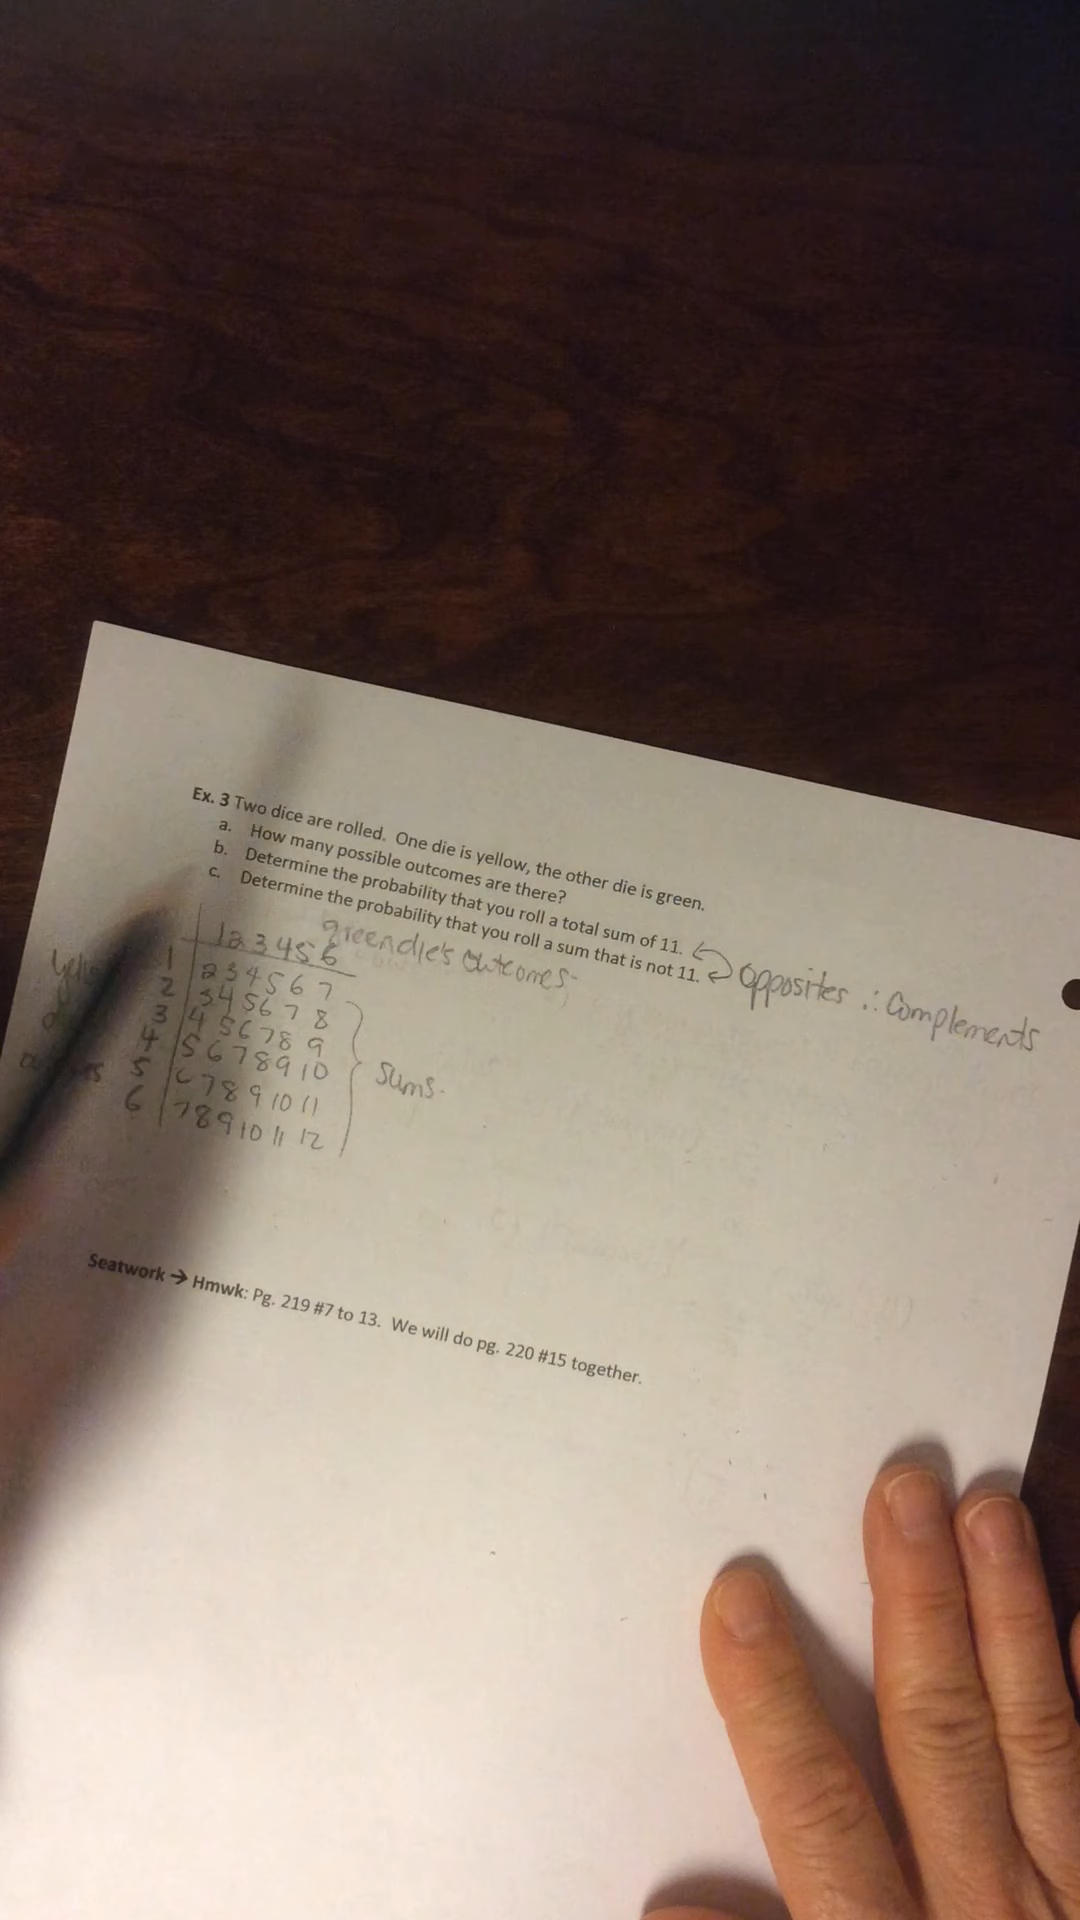 Ex. 3 Two dice are rolled. One die is yellow, the other die is green.
a. How many possible outcomes are there?
b. Determine the probability that you roll a total sum of 11.
c. Determine the probability that you roll a sum that is not 11.
Opposites ∴ Complements
green die's outcomes.
1 2 3 4 5 6
1 2 3 4 5 6 7
2 3 4 5 6 7 8
3 4 5 6 7 8 9
4 5 6 7 8 9 10
5 6 7 8 9 10 11
6 7 8 9 10 11 12
Sums.
Seatwork → Hmwk: Pg. 219 #7 to 13. We will do pg. 220 #15 together.